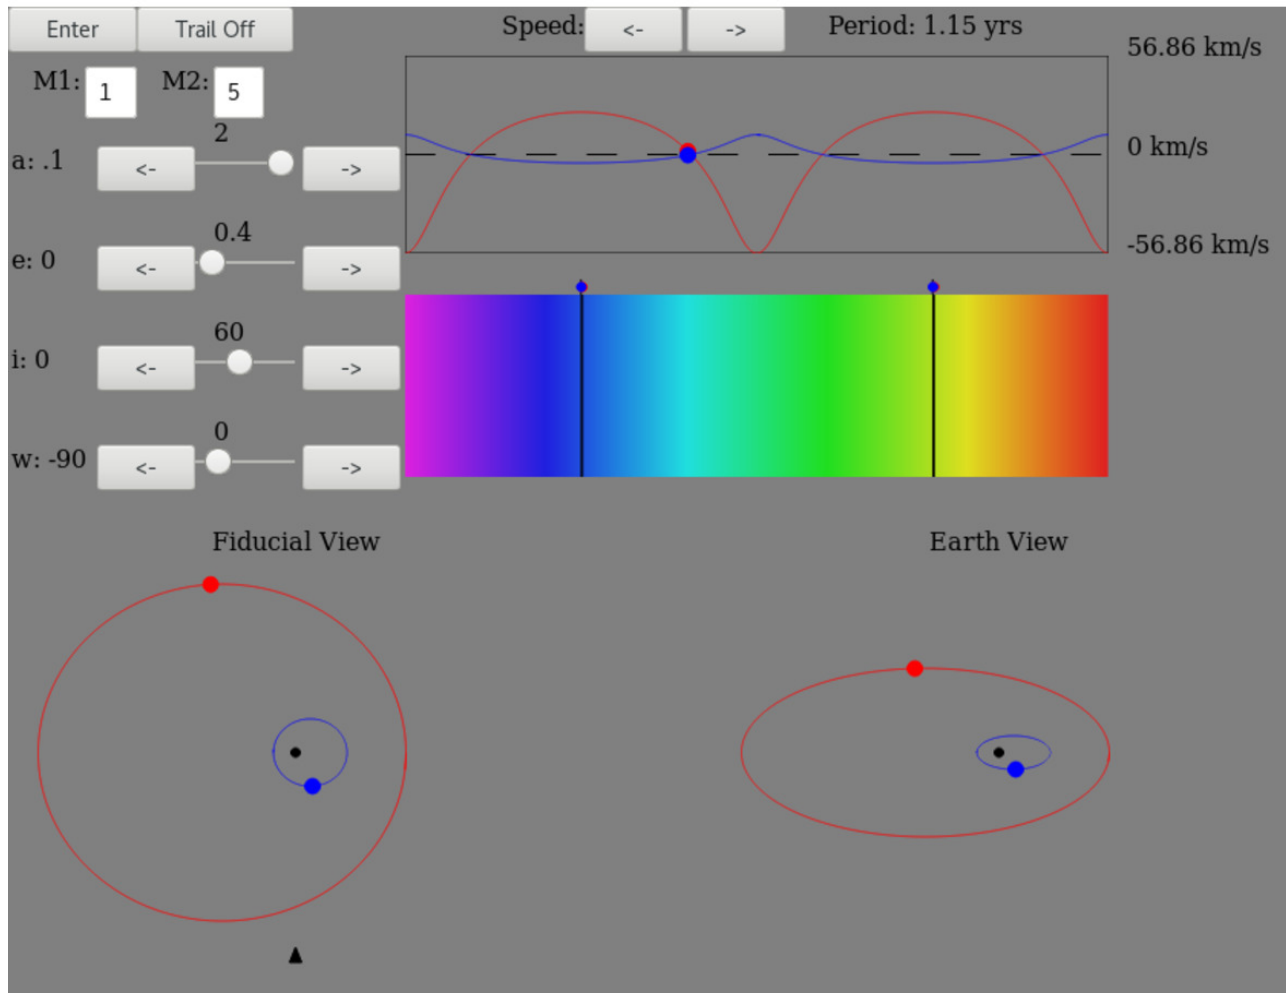 Enter Trail Off Speed: <- -> Period: 1.15 yrs
56.86 km/s
M1: 1 M2: 5
2
a: .1 <- ->
0 km/s
0.4
e: 0 <- ->
-56.86 km/s
60
i: 0 <- ->
0
w: -90 <- ->
Fiducial View Earth View